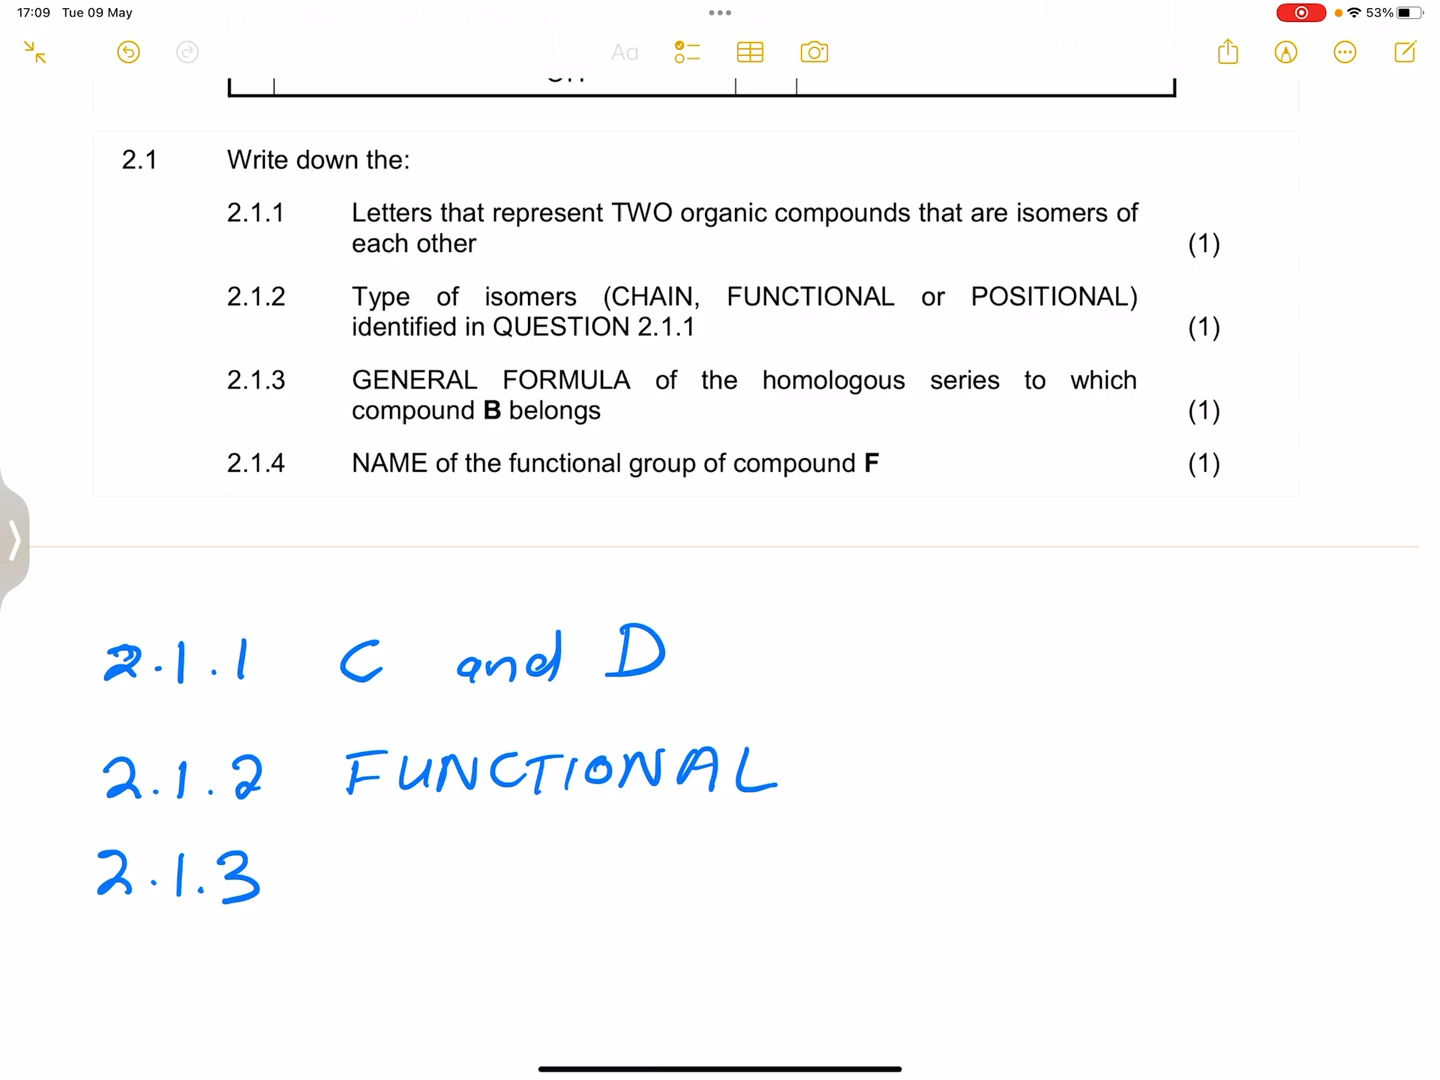 17:09 Tue 09 May
53%
Aa
2.1 Write down the:
2.1.1 Letters that represent TWO organic compounds that are isomers of
each other (1)
2.1.2 Type of isomers (CHAIN, FUNCTIONAL or POSITIONAL)
identified in QUESTION 2.1.1 (1)
2.1.3 GENERAL FORMULA of the homologous series to which
compound B belongs (1)
2.1.4 NAME of the functional group of compound F (1)
2.1.1 C and D
2.1.2 FUNCTIONAL
2.1.3